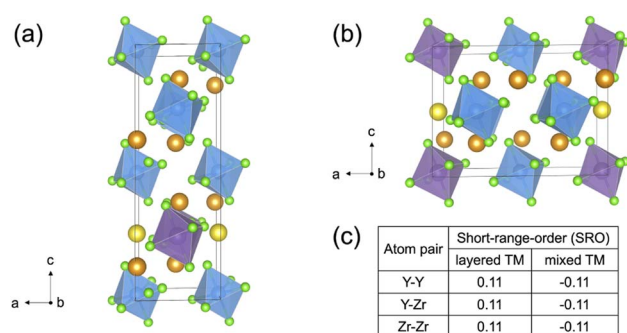 (a)
(b)
c
a
b
c
a
b
(c)
Atom pair Short-range-order (SRO)
layered TM mixed TM
Y-Y 0.11 -0.11
Y-Zr 0.11 -0.11
Zr-Zr 0.11 -0.11